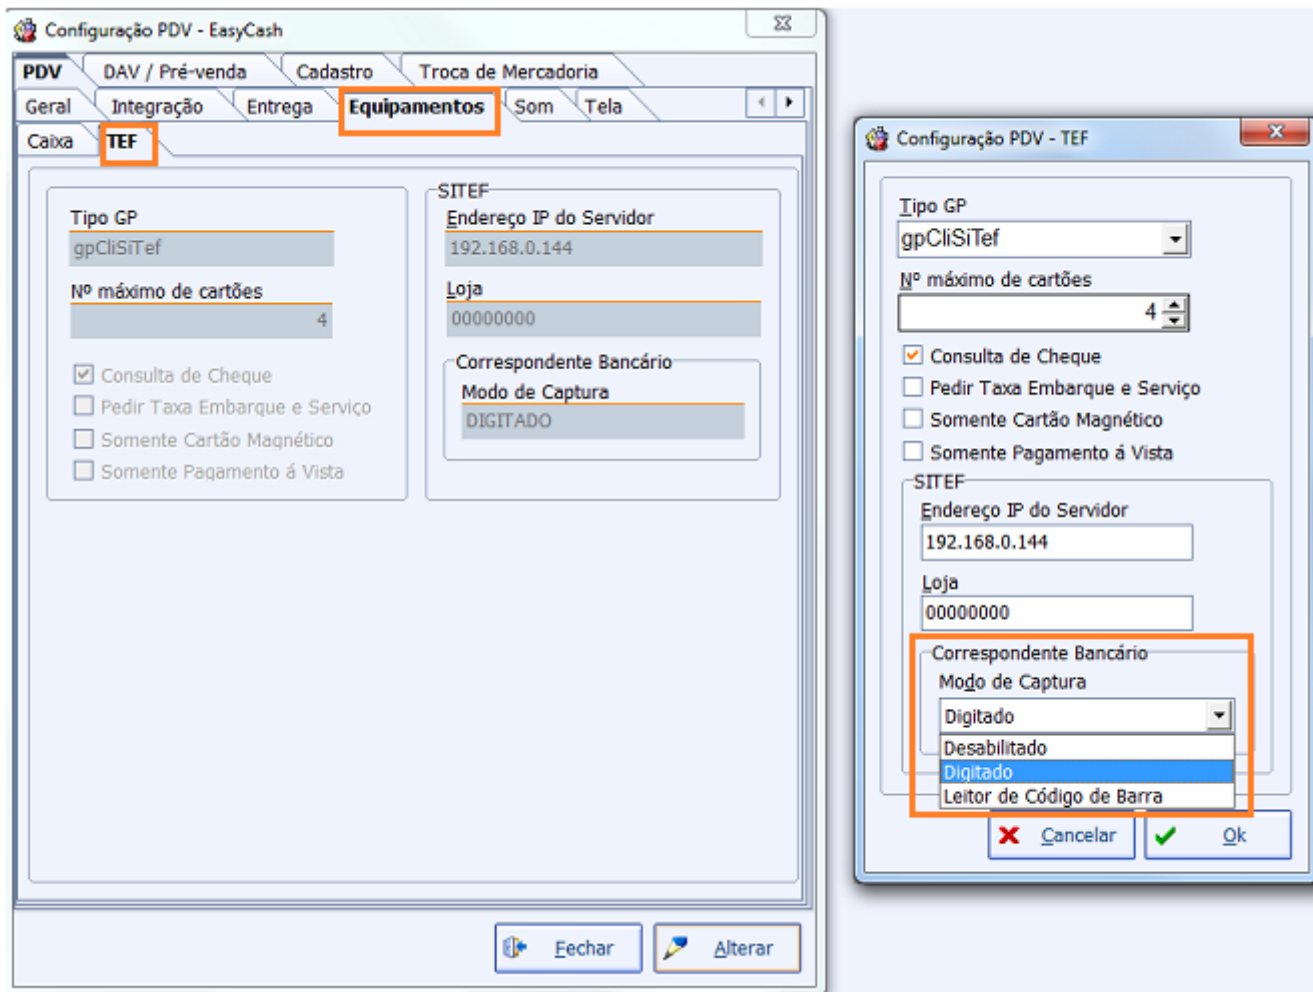 Configuração PDV - EasyCash
PDV DAV / Pré-venda Cadastro Troca de Mercadoria
Geral Integração Entrega Equipamentos Som Tela
Caixa TEF
Tipo GP
gpCliSiTef
Nº máximo de cartões
4
Consulta de Cheque
Pedir Taxa Embarque e Serviço
Somente Cartão Magnético
Somente Pagamento á Vista
SITEF
Endereço IP do Servidor
192.168.0.144
Loja
00000000
Correspondente Bancário
Modo de Captura
DIGITADO
Fechar Alterar
Configuração PDV - TEF
Tipo GP
gpCliSiTef
Nº máximo de cartões
4
Consulta de Cheque
Pedir Taxa Embarque e Serviço
Somente Cartão Magnético
Somente Pagamento á Vista
SITEF
Endereço IP do Servidor
192.168.0.144
Loja
00000000
Correspondente Bancário
Modo de Captura
Digitado
Desabilitado
Digitado
Leitor de Código de Barra
Cancelar Ok